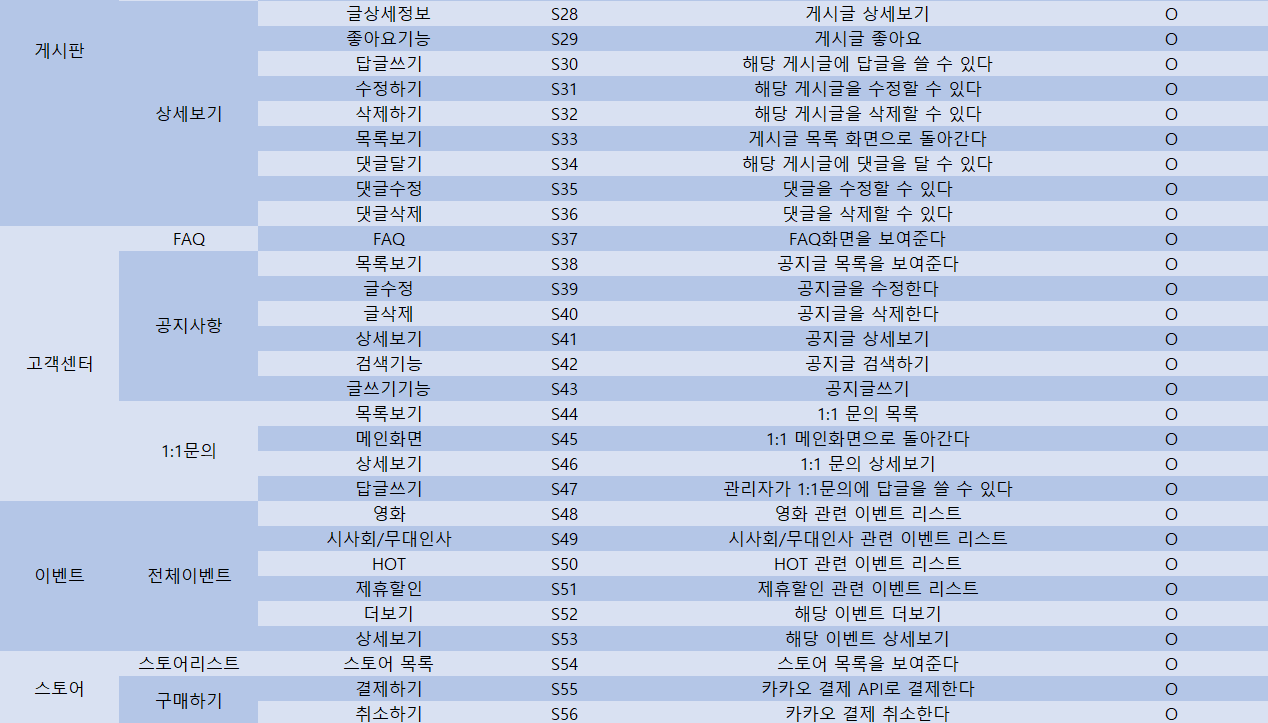 글상세정보 S28 게시글 상세보기 O
게시판 좋아요기능 S29 게시글 좋아요 O
답글쓰기 S30 해당 게시글에 답글을 쓸 수 있다 O
수정하기 S31 해당 게시글을 수정할 수 있다 O
상세보기 삭제하기 S32 해당 게시글을 삭제할 수 있다 O
목록보기 S33 게시글 목록 화면으로 돌아간다 O
댓글달기 S34 해당 게시글에 댓글을 달 수 있다 O
댓글수정 S35 댓글을 수정할 수 있다 O
댓글삭제 S36 댓글을 삭제할 수 있다 O
FAQ FAQ S37 FAQ화면을 보여준다 O
목록보기 S38 공지글 목록을 보여준다 O
글수정 S39 공지글을 수정한다 O
글삭제 S40 공지글을 삭제한다 O
공지사항 상세보기 S41 공지글 상세보기 O
고객센터 검색기능 S42 공지글 검색하기 O
글쓰기기능 S43 공지글쓰기 O
목록보기 S44 1:1 문의 목록 O
메인화면 S45 1:1 메인화면으로 돌아간다 O
1:1문의 상세보기 S46 1:1 문의 상세보기 O
답글쓰기 S47 관리자가 1:1문의에 답글을 쓸 수 있다 O
영화 S48 영화 관련 이벤트 리스트 O
시사회/무대인사 S49 시사회/무대인사 관련 이벤트 리스트 O
HOT S50 HOT 관련 이벤트 리스트 O
이벤트 전체이벤트 제휴할인 S51 제휴할인 관련 이벤트 리스트 O
더보기 S52 해당 이벤트 더보기 O
상세보기 S53 해당 이벤트 상세보기 O
스토어리스트 스토어 목록 S54 스토어 목록을 보여준다 O
스토어 구매하기 결제하기 S55 카카오 결제 API로 결제한다 O
취소하기 S56 카카오 결제 취소한다 O